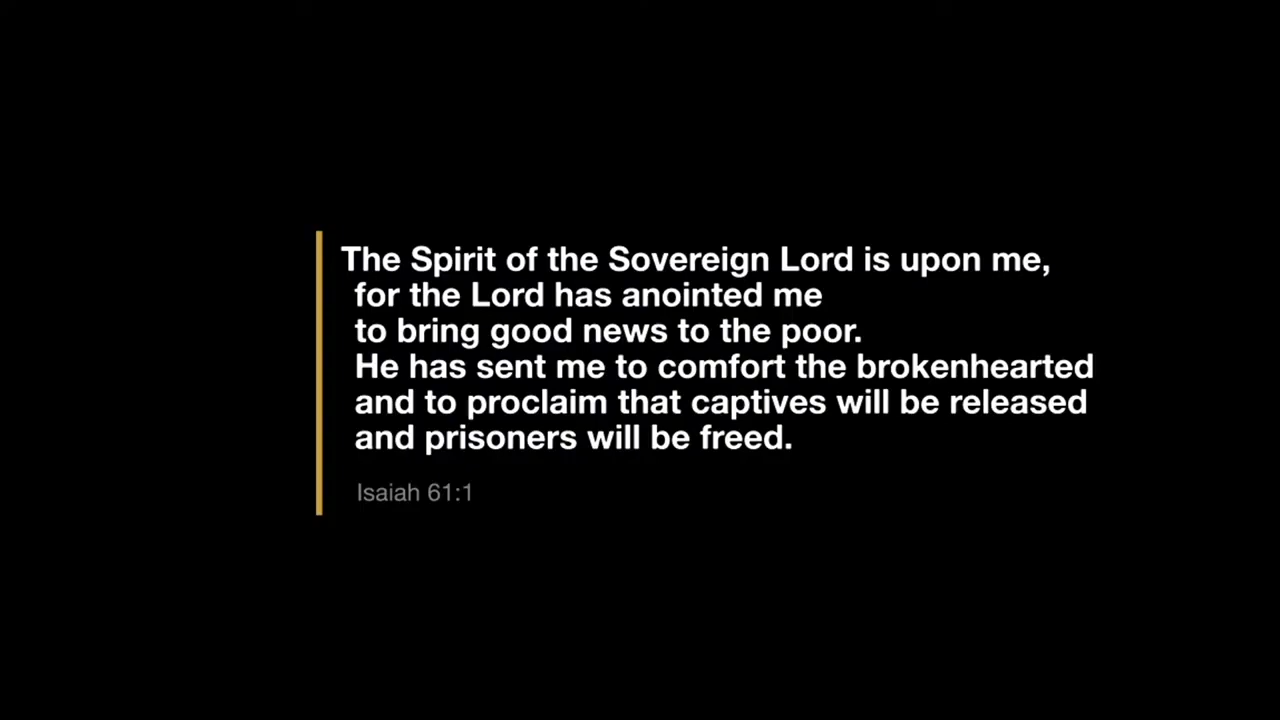 The Spirit of the Sovereign Lord is upon me,
for the Lord has anointed me
to bring good news to the poor.
He has sent me to comfort the brokenhearted
and to proclaim that captives will be released
and prisoners will be freed.
Isaiah 61:1